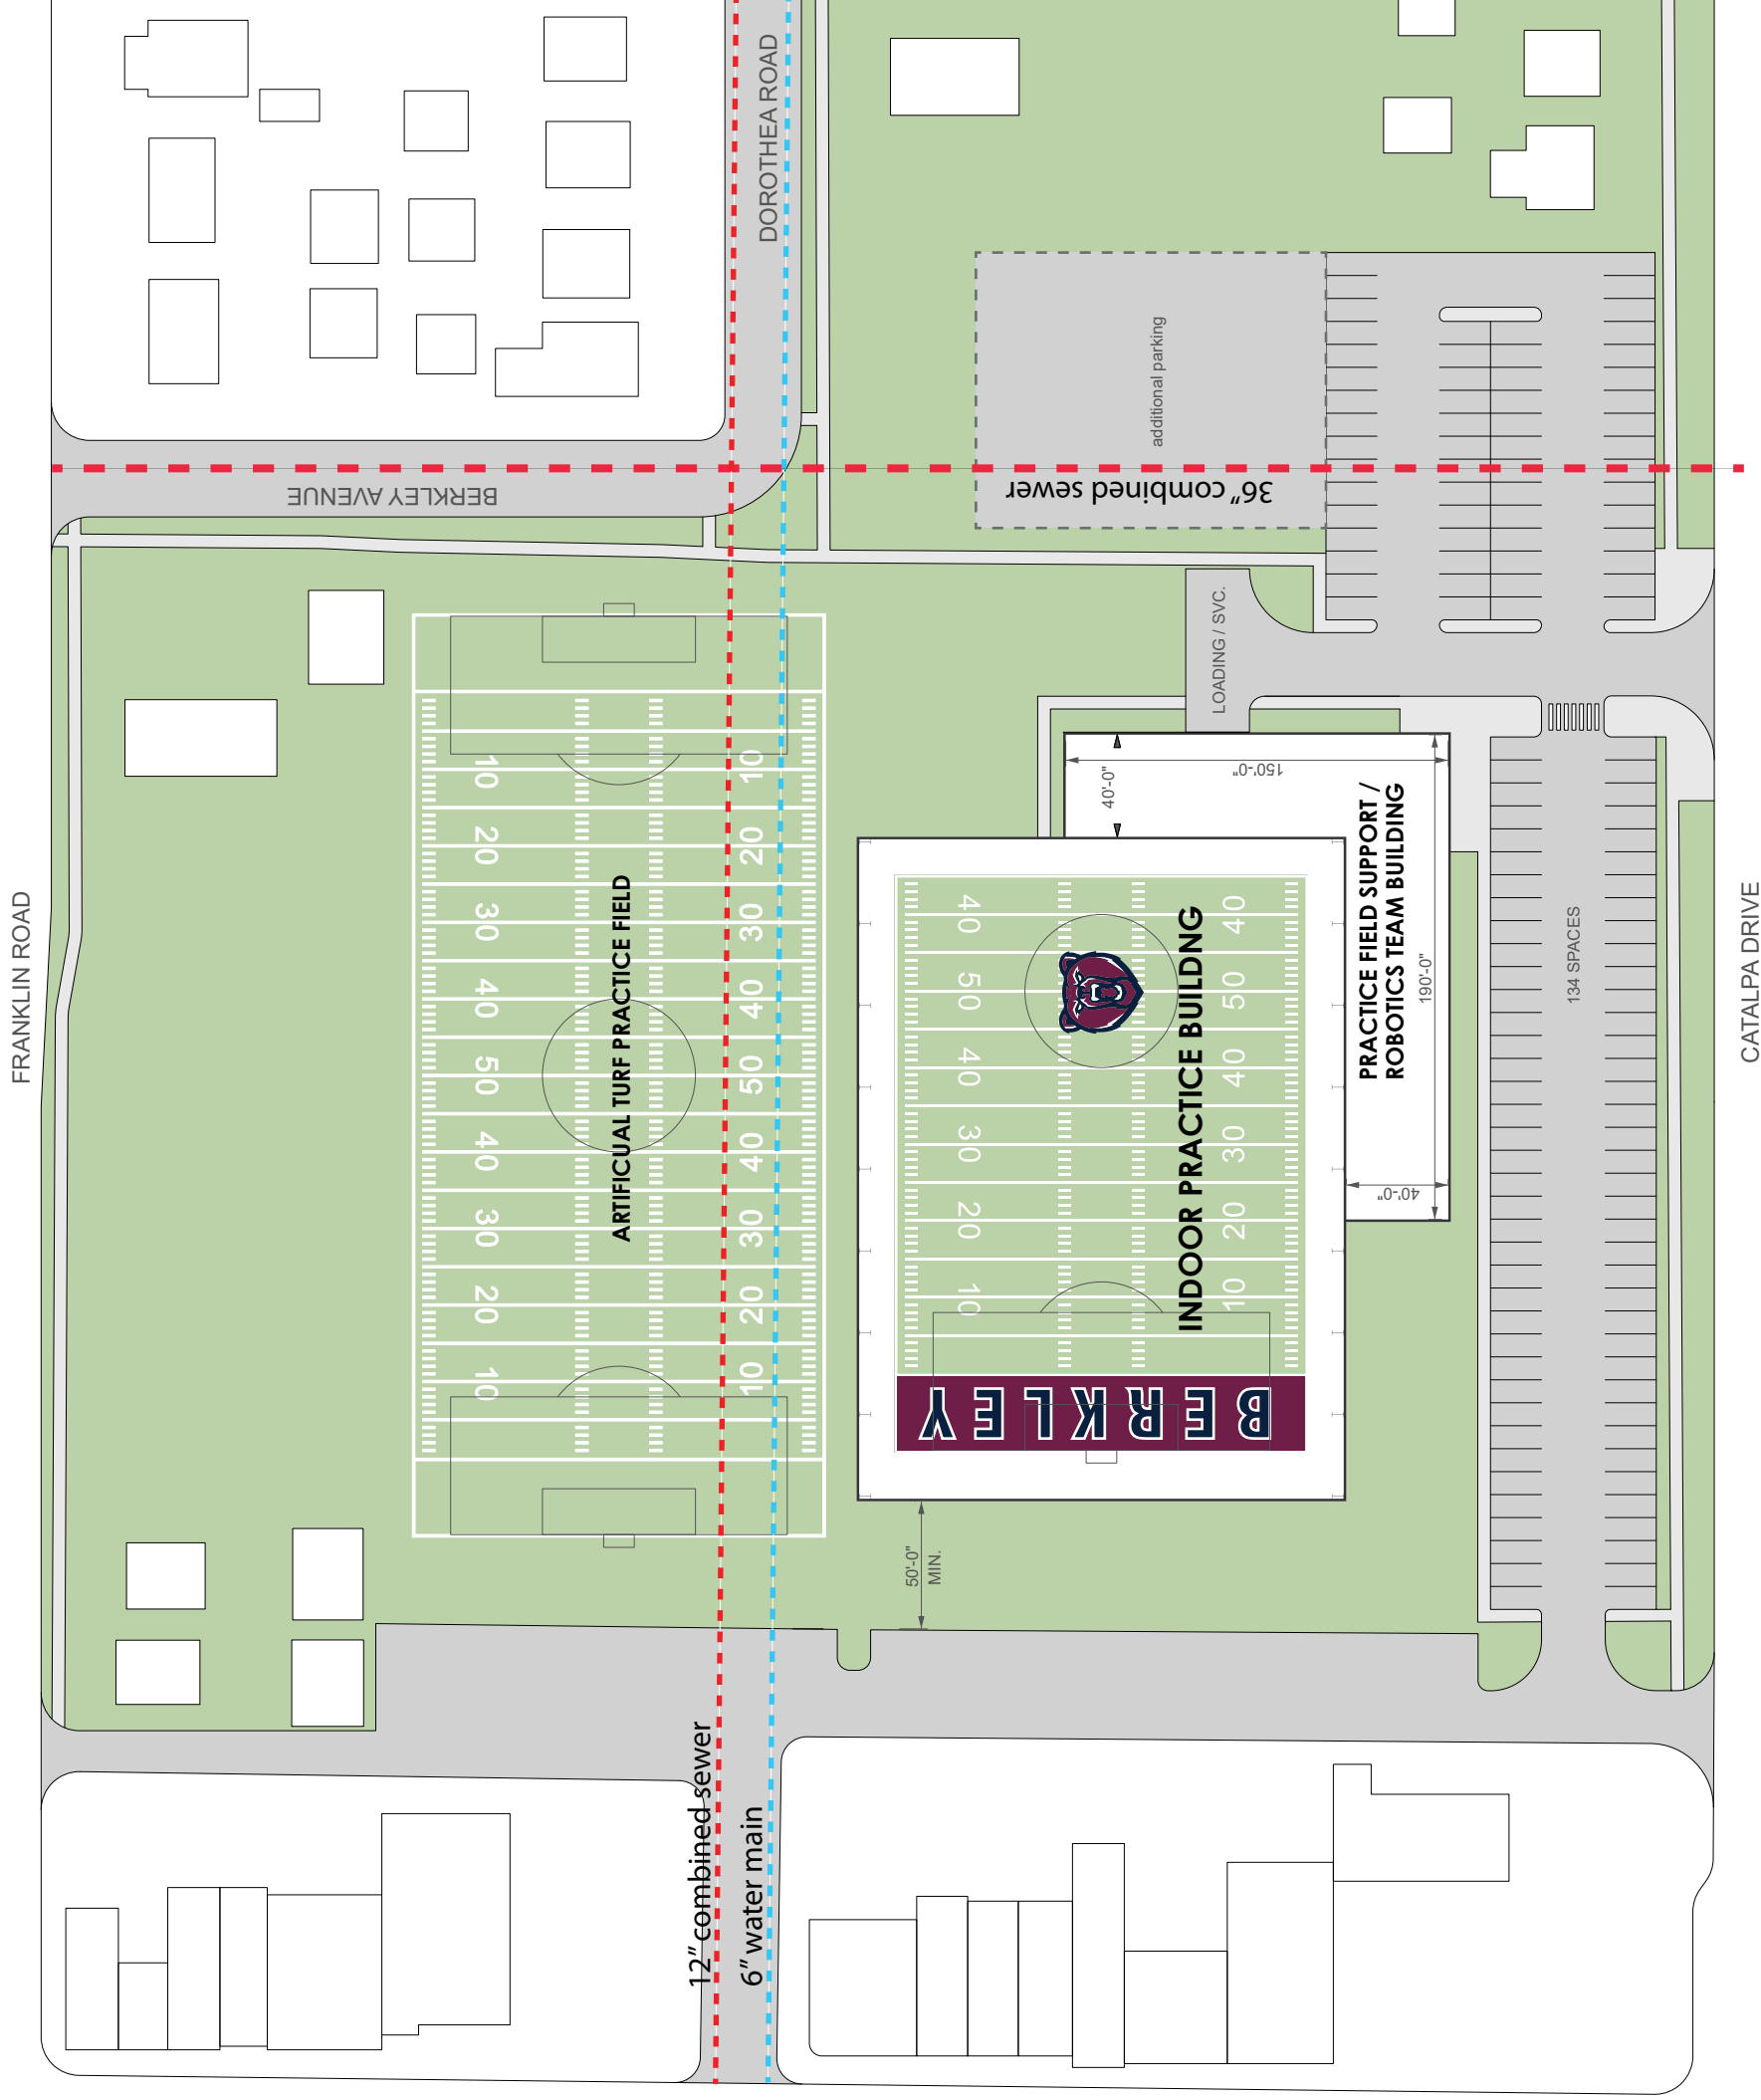 FRANKLIN ROAD
BERKLEY AVENUE
DOROTHEA ROAD
additional parking
36” combined sewer
LOADING / SVC.
10 20 30 40 50 40 30 20 10
ARTIFICUAL TURF PRACTICE FIELD
10 20 30 40 50 40 30 20 10
40'-0"
150'-0"
40 50 40 30 20 10
INDOOR PRACTICE BUILDNG
40 50 40 30 20 10
BERKLEY
PRACTICE FIELD SUPPORT /
ROBOTICS TEAM BUILDING
190'-0"
40'-0"
134 SPACES
50'-0"
MIN.
12” combined sewer
6” water main
CATALPA DRIVE